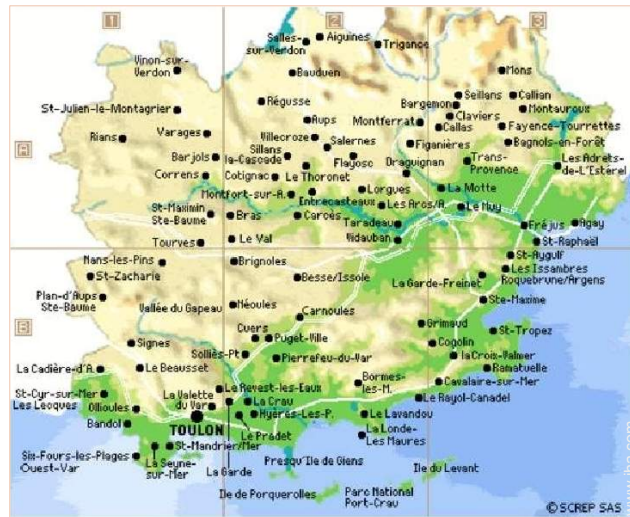 1
2
3
Salles-
sur-Verdon
Aiguines
Trigance
Vinon-sur-
Verdon
Bauduen
Mons
Régusse
Seillans
Callian
St-Julien-le-Montagrier
Bargemon
Montauroux
Aups
Montferrat
Claviers
Rians
Varages
Villecroze
Callas
Fayence-Tourrettes
Salernes
Figanières
Bagnols-en-Forêt
A
Barjols
Sillans
la-Cascade
Flayosc
Draguignan
Trans-
Provence
Les Adrets-
de-L'Estérel
Correns
Cotignac
Le Thoronet
Montfort-sur-A.
Lorgues
La Motte
Entrecasteaux
Les Arcs/A.
Le Muy
St-Maximin
Ste-Baume
Bras
Carcès
Taradeau
Fréjus
Agay
Tourves
Le Val
Vidauban
St-Raphaël
Nans-les-Pins
Brignoles
St-Aygulf
St-Zacharie
Besse/Issole
La Garde-Freinet
Les Issambres
Roquebrune/Argens
Plan-d'Aups
Ste-Baume
Vallée du Gapeau
Néoules
Ste-Maxime
B
Carnoules
Signes
Cuers
Puget-Ville
Grimaud
St-Tropez
Cogolin
Solliès-Pt
Pierrefeu-du-Var
la Croix-Valmer
La Cadière-d'A.
Le Beausset
Ramatuelle
Bormes-
les-M.
Cavalaire-sur-Mer
St-Cyr-sur-Mer
Les Lecques
Le Revest-les-Eaux
La Valette
du Var
La Crau
Le Rayol-Canadel
Ollioules
Hyères-Les-P.
Le Lavandou
Bandol
TOULON
Le Pradet
La Londe-
Les Maures
St-Mandrier/Mer
Six-Fours-les-Plages
Ouest-Var
La Seyne-
sur-Mer
La Garde
Presqu'Ile de Giens
Ile du Levant
Ile de Porquerolles
Parc National
Port-Crau
© SCREP SAS